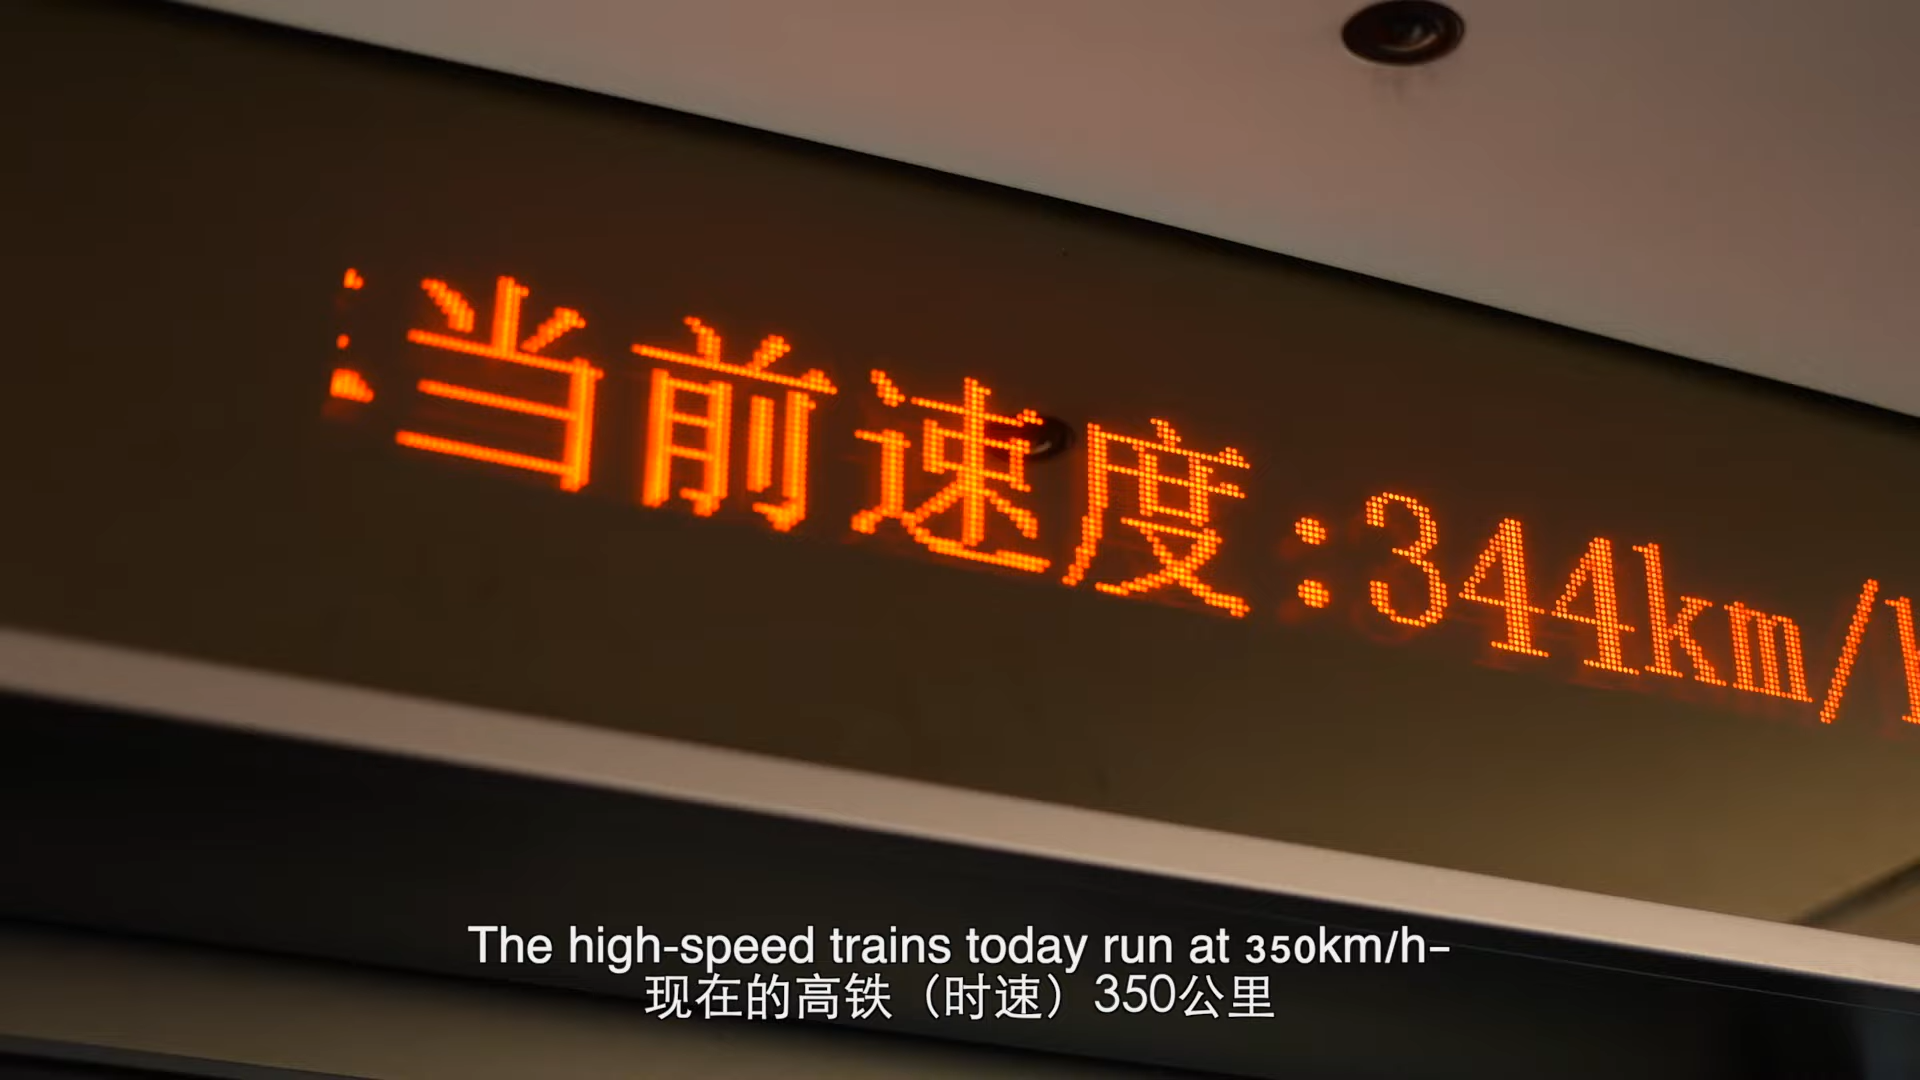 当前速度:344km/
The high-speed trains today run at 350km/h–
现在的高铁（时速）350公里